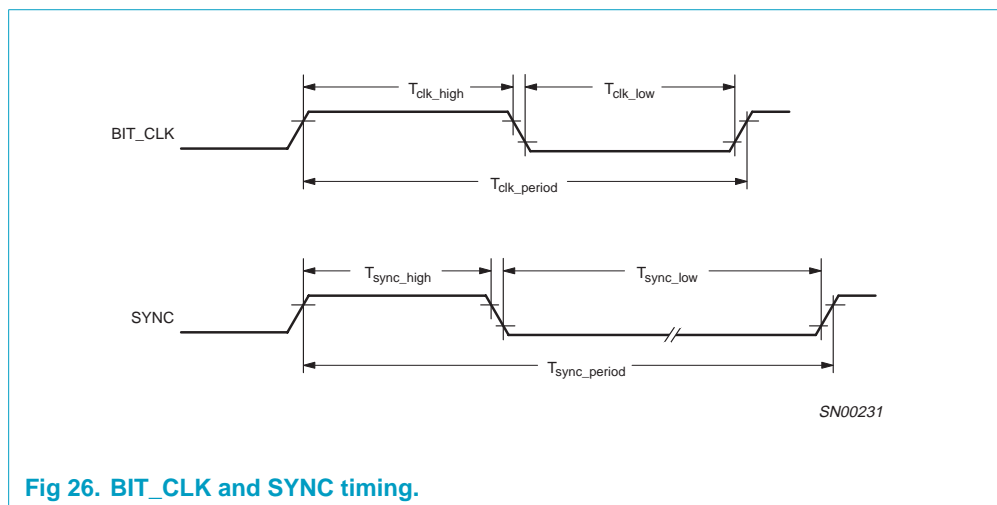 Tclk_high
Tclk_low
BIT_CLK
Tclk_period
Tsync_high
Tsync_low
SYNC
Tsync_period
SN00231
Fig 26. BIT_CLK and SYNC timing.